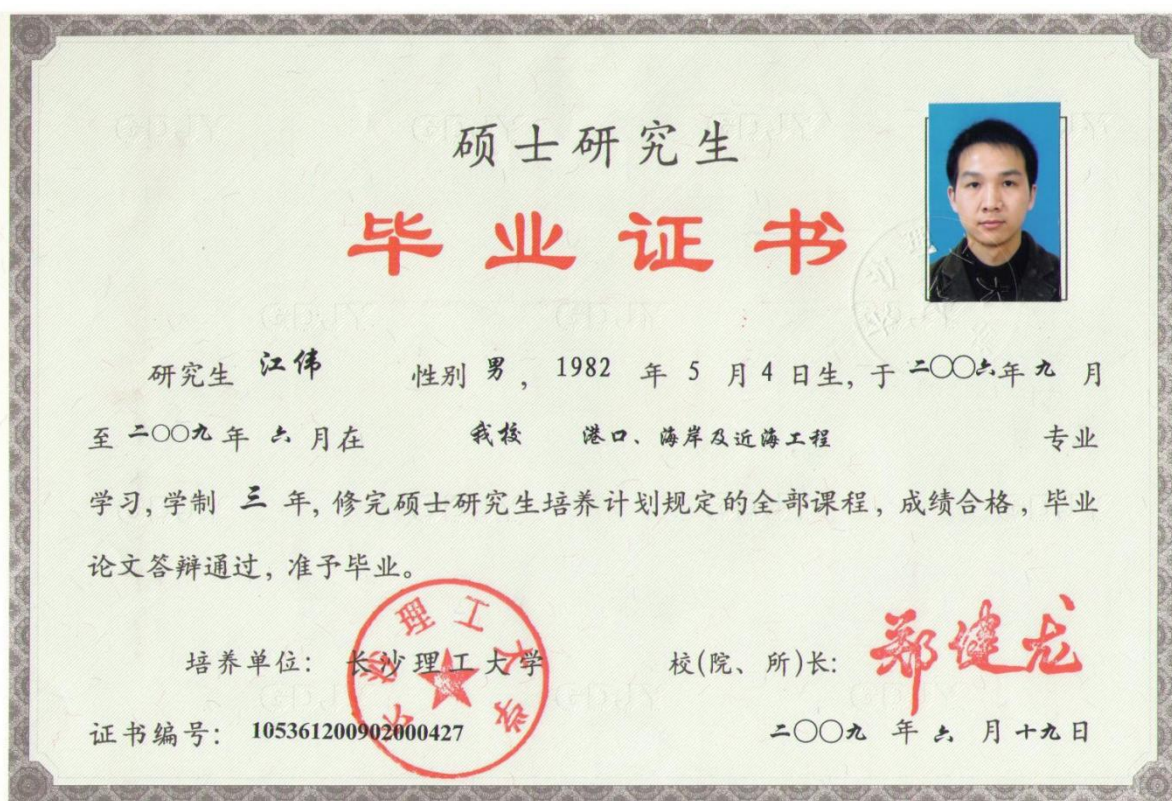 硕士研究生
毕业证书
研究生 江伟 性别 男，1982 年 5 月 4 日生，于 二〇〇六年 九 月
至 二〇〇九 年 六 月在 我校 港口、海岸及近海工程 专业
学习，学制 三 年，修完硕士研究生培养计划规定的全部课程，成绩合格，毕业
论文答辩通过，准予毕业。
培养单位： 长沙理工大学 校(院、所)长： 郑健龙
长沙理工大学
证书编号： 105361200902000427 二〇〇九 年 六 月 十九 日